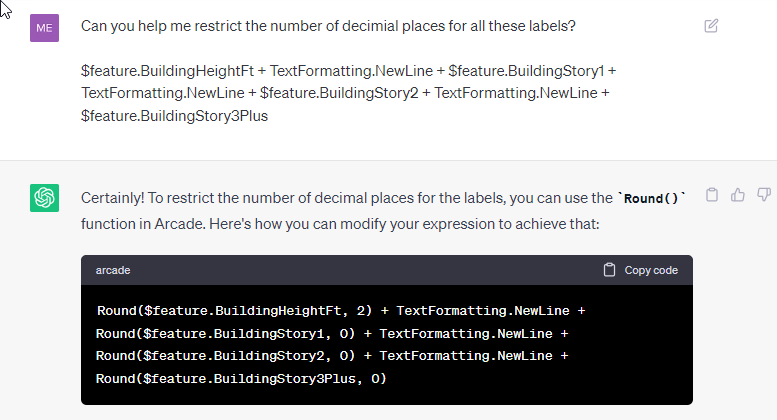 ME
Can you help me restrict the number of decimial places for all these labels?
$feature.BuildingHeightFt + TextFormatting.NewLine + $feature.BuildingStory1 +
TextFormatting.NewLine + $feature.BuildingStory2 + TextFormatting.NewLine +
$feature.BuildingStory3Plus
Certainly! To restrict the number of decimal places for the labels, you can use the `Round()`
function in Arcade. Here's how you can modify your expression to achieve that:
arcade
Copy code
Round($feature.BuildingHeightFt, 2) + TextFormatting.NewLine +
Round($feature.BuildingStory1, 0) + TextFormatting.NewLine +
Round($feature.BuildingStory2, 0) + TextFormatting.NewLine +
Round($feature.BuildingStory3Plus, 0)